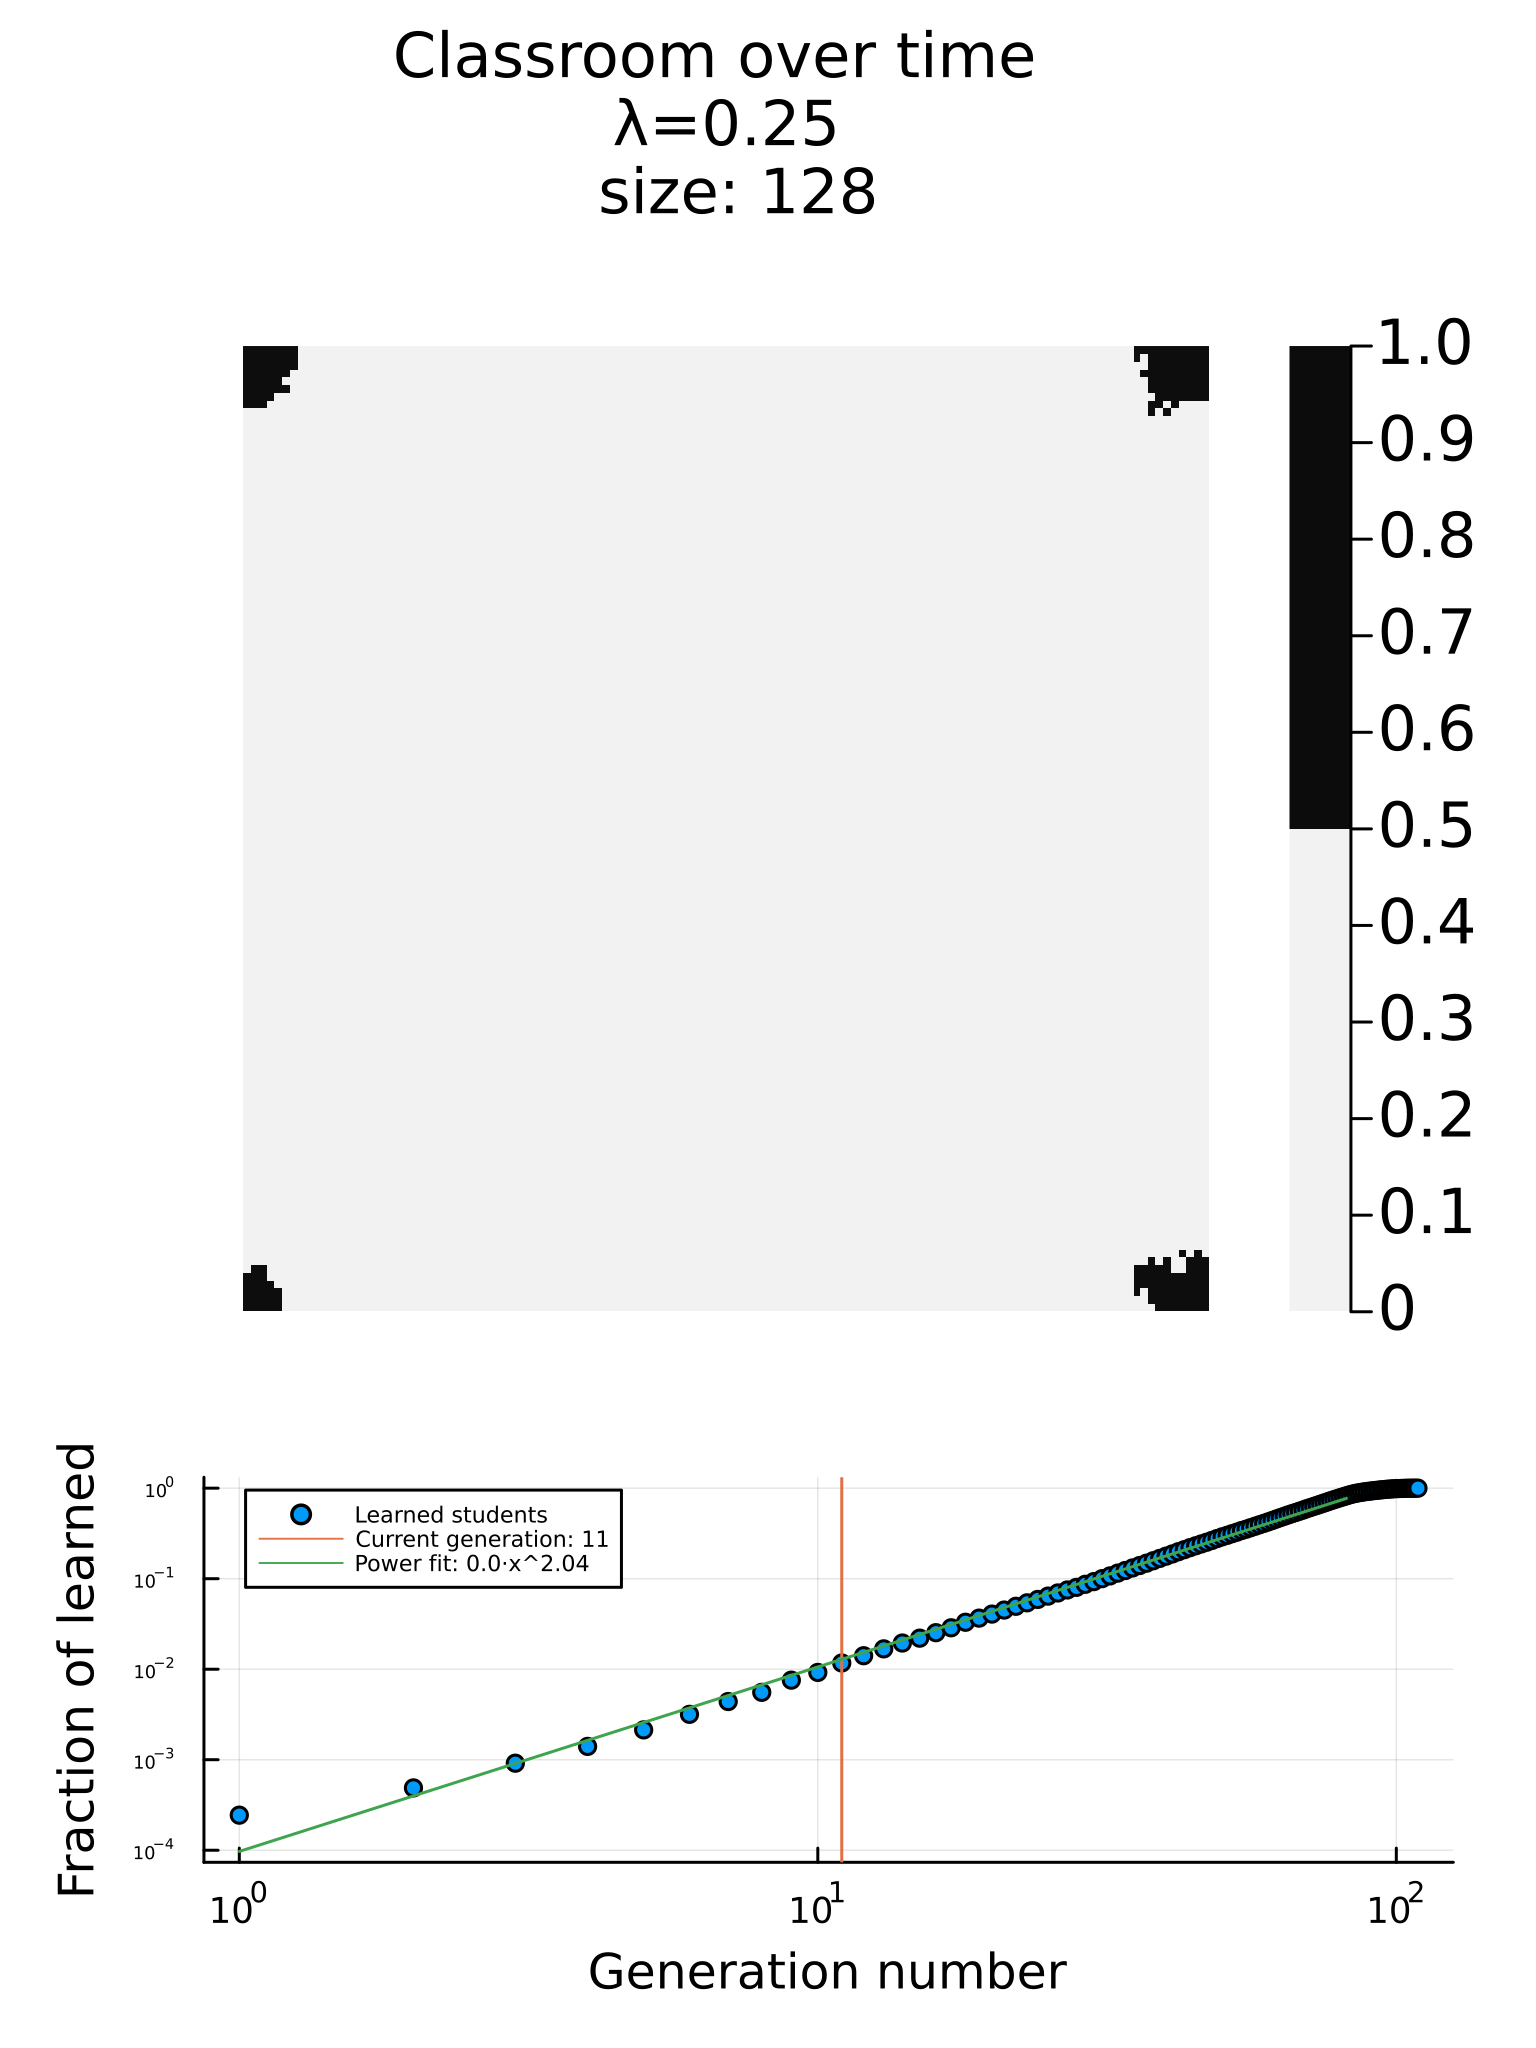 Classroom over time
λ=0.25
size: 128
1.0
0.9
0.8
0.7
0.6
0.5
0.4
0.3
0.2
0.1
0
Fraction of learned
10^0
10^-1
10^-2
10^-3
10^-4
Learned students
Current generation: 11
Power fit: 0.0·x^2.04
10^0 10^1 10^2
Generation number